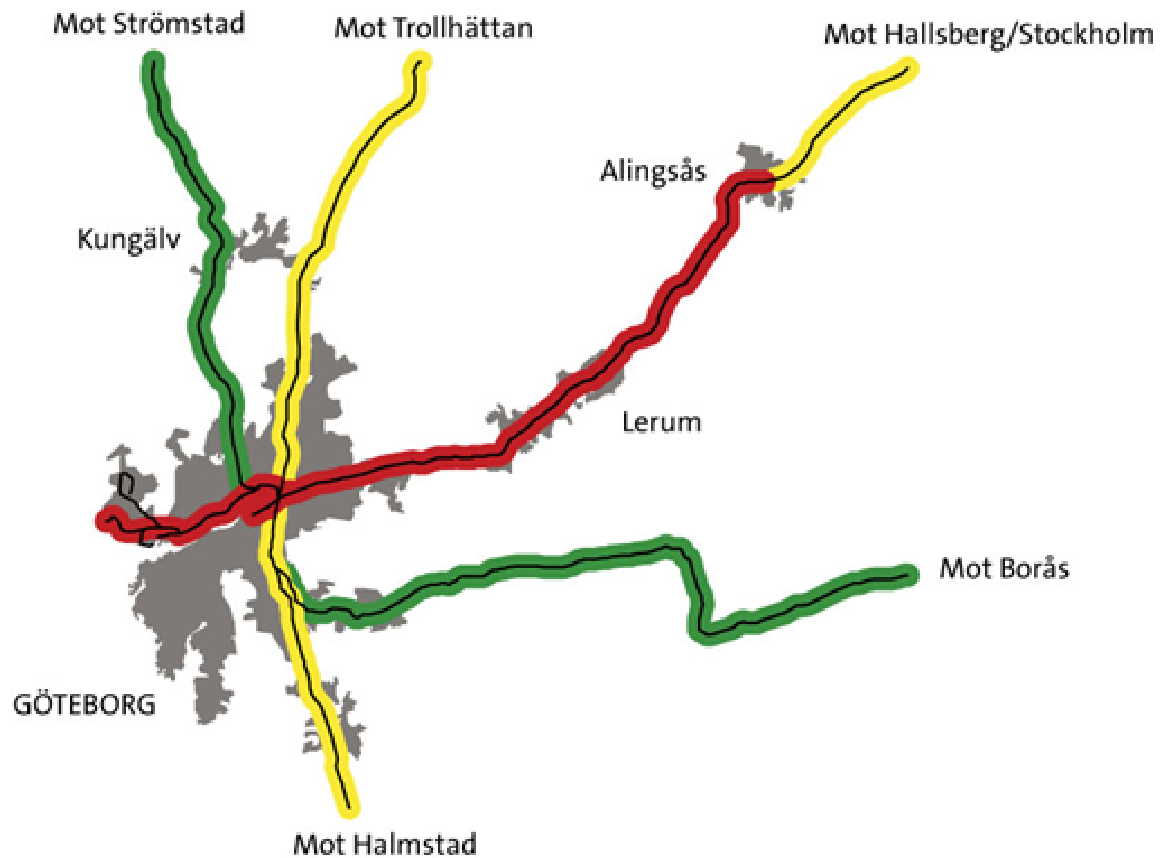 Mot Strömstad
Mot Trollhättan
Mot Hallsberg/Stockholm
Alingsås
Kungälv
Lerum
Mot Borås
GÖTEBORG
Mot Halmstad